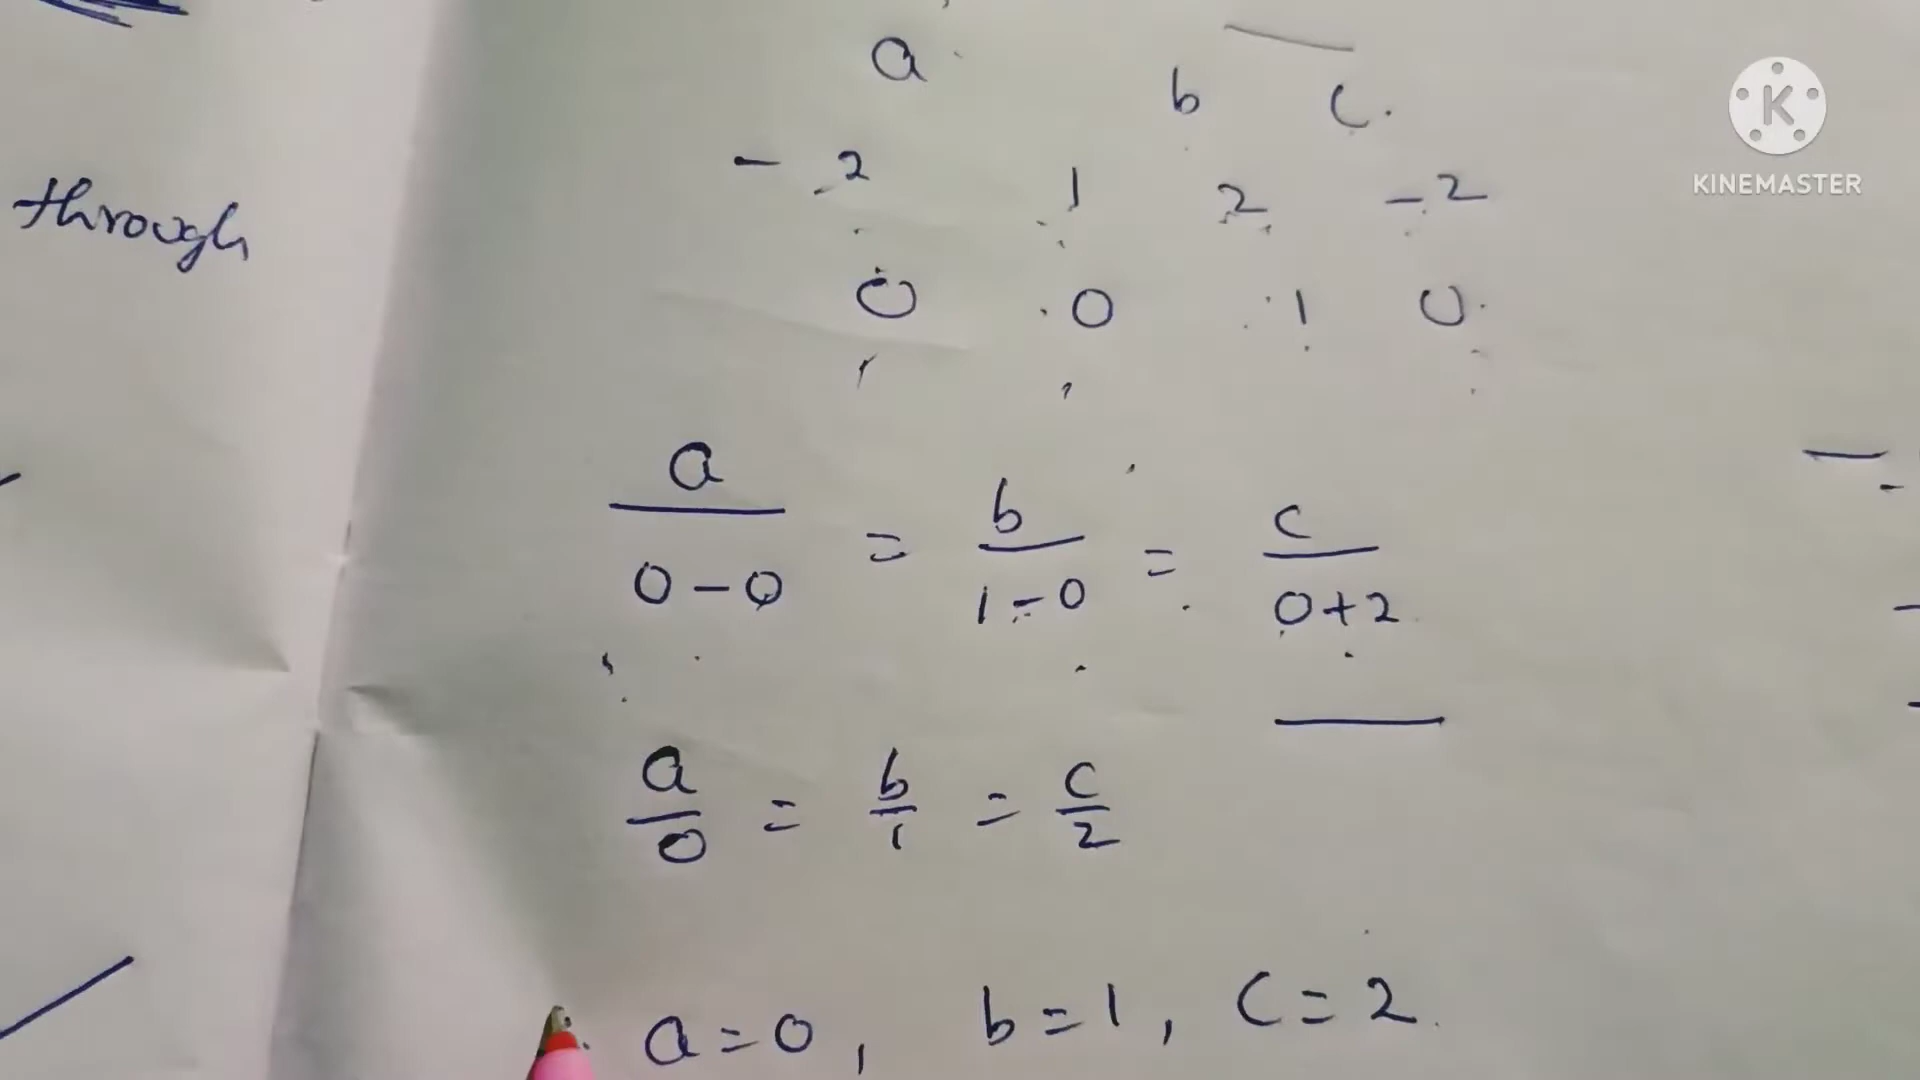 a b c
KINEMASTER
through
- 2 1 2 - 2
0 0 1 0
a/(0-0) = b/(1-0) = c/(0+2)
a/0 = b/1 = c/2
a=0, b=1, c=2